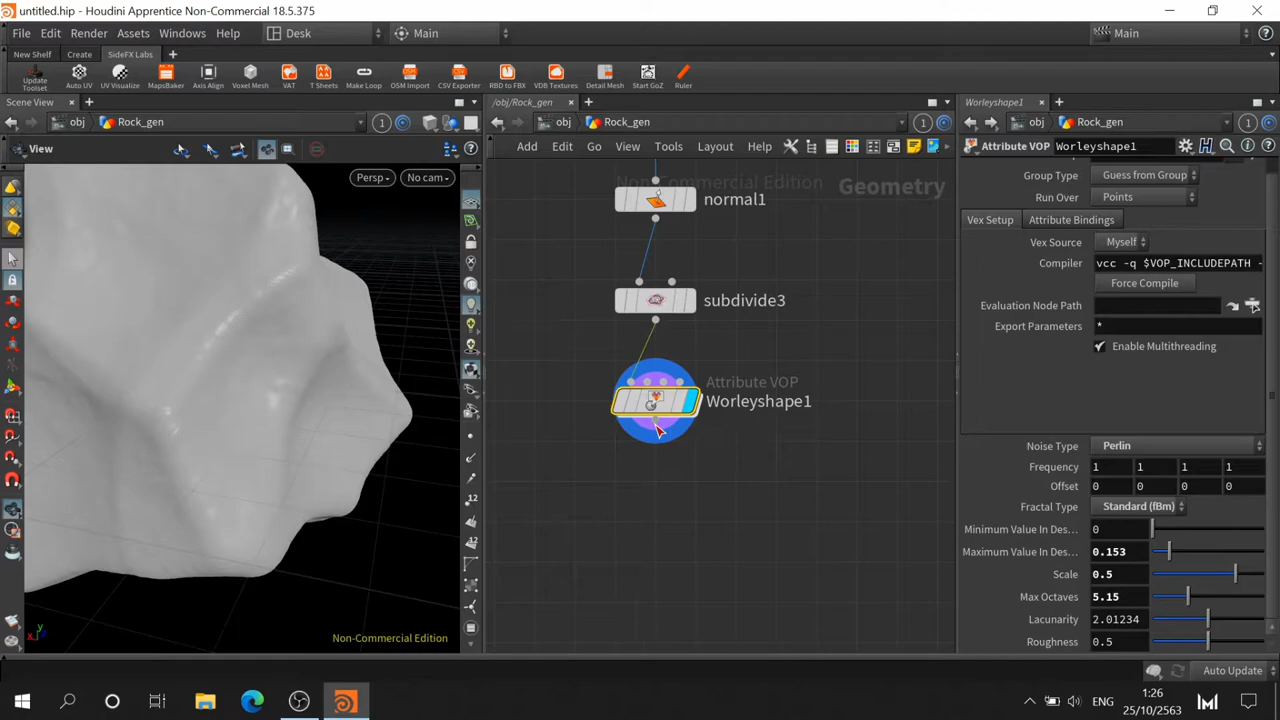 untitled.hip - Houdini Apprentice Non-Commercial 18.5.375
File Edit Render Assets Windows Help Desk Main Main
New Shelf Create SideFX Labs
Update Toolset Auto UV UV Visualize MapsBaker Axis Align Voxel Mesh VAT T Sheets Make Loop OSM Import CSV Exporter RBD to FBX VDB Textures Detail Mesh Start GoZ Ruler
Scene View /obj/Rock_gen Worleyshape1
obj Rock_gen 1 obj Rock_gen 1 obj Rock_gen 1
View Add Edit Go View Tools Layout Help Attribute VOP Worleyshape1
Persp No cam
Non-Commercial Edition Geometry
Group Type Guess from Group
Run Over Points
Vex Setup Attribute Bindings
Vex Source Myself
Compiler vcc -q $VOP_INCLUDEPATH -
Force Compile
Evaluation Node Path
Export Parameters *
Enable Multithreading
normal1
subdivide3
Attribute VOP
Worleyshape1
Noise Type Perlin
Frequency 1 1 1 1
Offset 0 0 0 0
Fractal Type Standard (fBm)
Minimum Value In Des... 0
Maximum Value In Des... 0.153
Scale 0.5
Max Octaves 5.15
Lacunarity 2.01234
Roughness 0.5
12
12
y
x
Non-Commercial Edition
Auto Update
ENG 1:26
25/10/2563